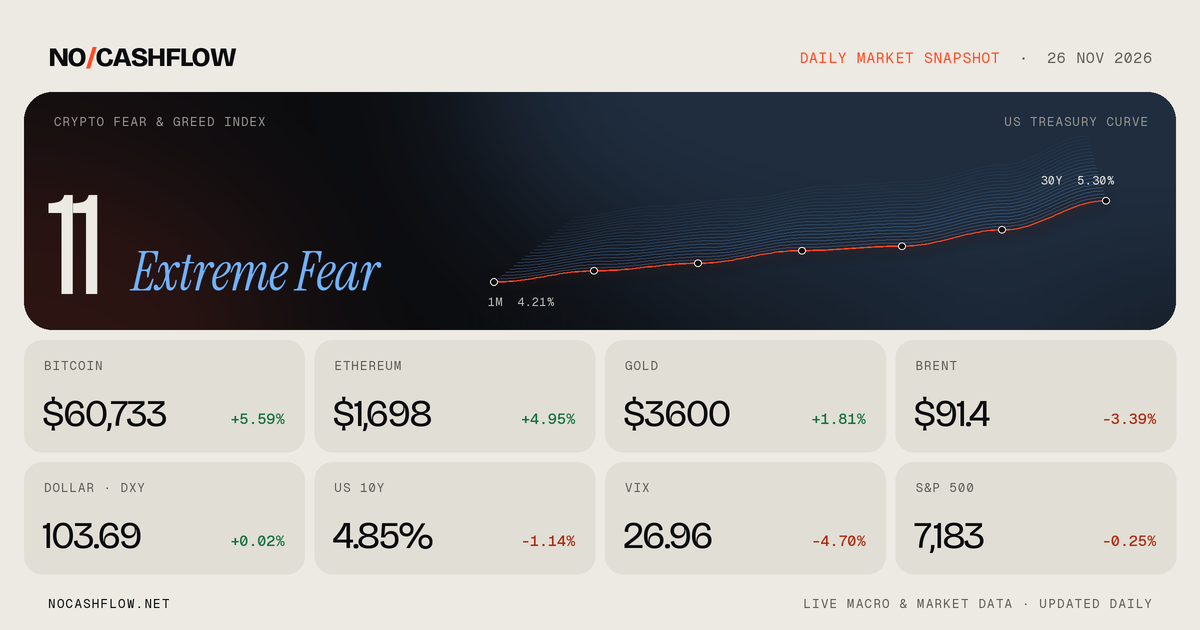 NO/CASHFLOW
DAILY MARKET SNAPSHOT · 26 NOV 2026
CRYPTO FEAR & GREED INDEX
US TREASURY CURVE
30Y 5.30%
11 Extreme Fear
1M 4.21%
BITCOIN
$60,733 +5.59%
ETHEREUM
$1,698 +4.95%
GOLD
$3600 +1.81%
BRENT
$91.4 -3.39%
DOLLAR · DXY
103.69 +0.02%
US 10Y
4.85% -1.14%
VIX
26.96 -4.70%
S&P 500
7,183 -0.25%
NOCASHFLOW.NET
LIVE MACRO & MARKET DATA · UPDATED DAILY